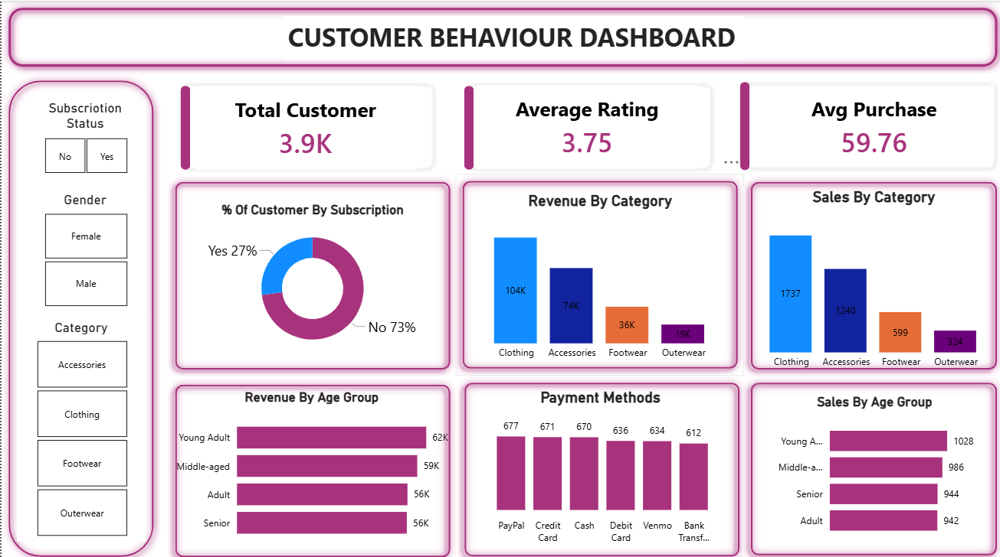 CUSTOMER BEHAVIOUR DASHBOARD
Subscriotion
Status
No
Yes
Gender
Female
Male
Category
Accessories
Clothing
Footwear
Outerwear
Total Customer
3.9K
Average Rating
3.75
...
Avg Purchase
59.76
% Of Customer By Subscription
Yes 27%
No 73%
Revenue By Category
104K
74K
36K
19K
Clothing
Accessories
Footwear
Outerwear
Sales By Category
1737
1240
599
324
Clothing
Accessories
Footwear
Outerwear
Revenue By Age Group
Young Adult
62K
Middle-aged
59K
Adult
56K
Senior
56K
Payment Methods
677
671
670
636
634
612
PayPal
Credit
Card
Cash
Debit
Card
Venmo
Bank
Transf...
Sales By Age Group
Young A...
1028
Middle-a...
986
Senior
944
Adult
942